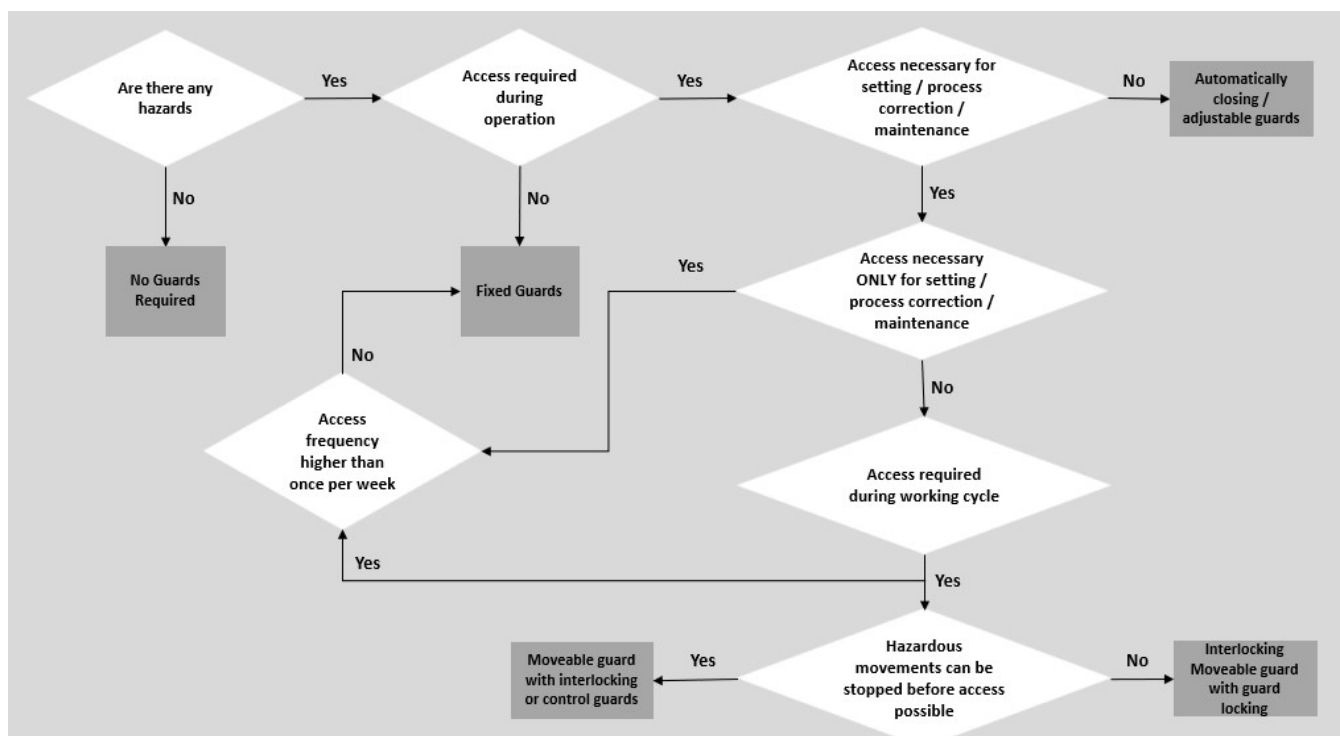 Are there any
hazards
Yes
Access required
during
operation
Yes
Access necessary for
setting / process
correction /
maintenance
No
Automatically
closing /
adjustable guards
No
No
Yes
No Guards
Required
Fixed Guards
Yes
Access necessary
ONLY for setting /
process correction /
maintenance
No
No
Access
frequency
higher than
once per week
Access required
during working cycle
Yes
Yes
Moveable guard
with interlocking
or control guards
Yes
Hazardous
movements can be
stopped before access
possible
No
Interlocking
Moveable guard
with guard
locking